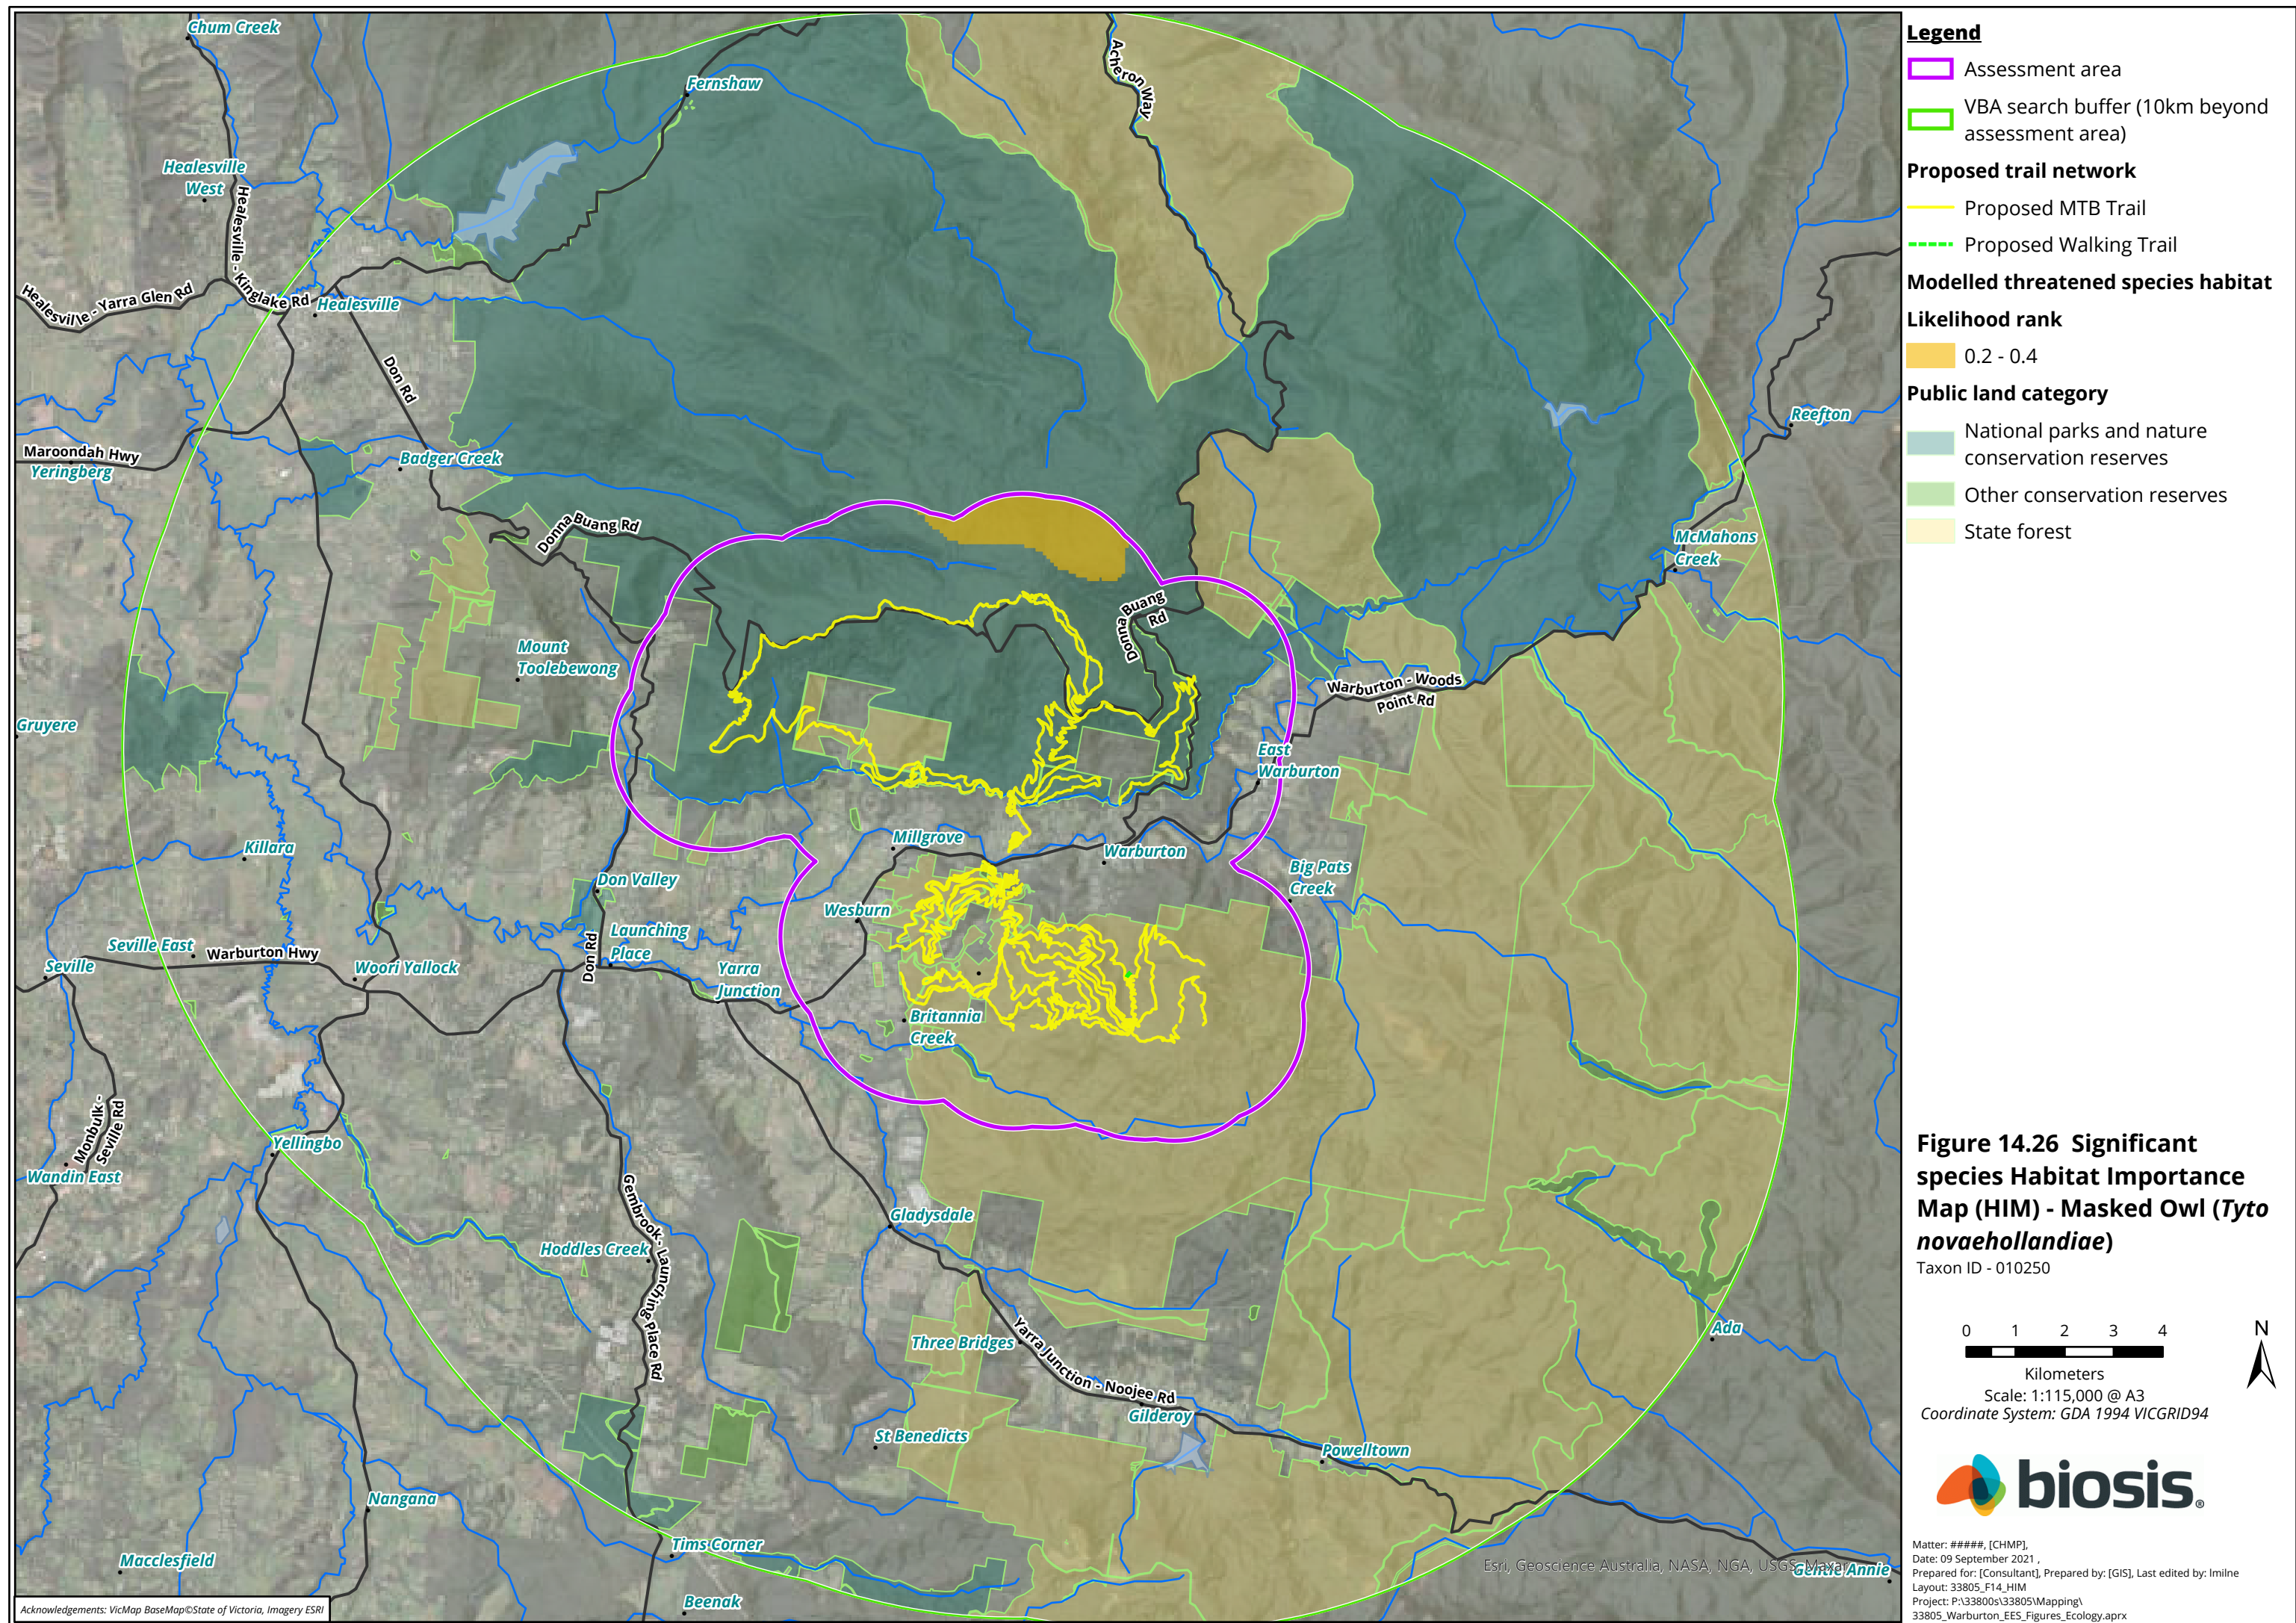 Chum Creek
Fernshaw
Acheron Way
Healesville
West
Healesville - Kinglake Rd
Healesville - Yarra Glen Rd
Healesville
Don Rd
Maroondah Hwy
Yeringberg
Badger Creek
Reefton
Donna Buang Rd
McMahons
Creek
Donna Buang
Rd
Mount
Toolebewong
Warburton - Woods
Point Rd
Gruyere
East
Warburton
Killara
Millgrove
Warburton
Big Pats
Creek
Don Valley
Wesburn
Launching
Place
Don Rd
Seville East
Warburton Hwy
Seville
Woori Yallock
Yarra
Junction
Britannia
Creek
Monbulk -
Seville Rd
Yellingbo
Wandin East
Gladysdale
Hoddles Creek
Gembrook - Launching Place Rd
Three Bridges
Yarra Junction - Noojee Rd
Ada
Gilderoy
St Benedicts
Powelltown
Nangana
Tims Corner
Macclesfield
Beenak
Gentle Annie
Esri, Geoscience Australia, NASA, NGA, USGS, Maxar
Acknowledgements: VicMap BaseMap©State of Victoria, Imagery ESRI
Legend
Assessment area
VBA search buffer (10km beyond
assessment area)
Proposed trail network
Proposed MTB Trail
Proposed Walking Trail
Modelled threatened species habitat
Likelihood rank
0.2 - 0.4
Public land category
National parks and nature
conservation reserves
Other conservation reserves
State forest
Figure 14.26 Significant
species Habitat Importance
Map (HIM) - Masked Owl (Tyto
novaehollandiae)
Taxon ID - 010250
0 1 2 3 4
N
Kilometers
Scale: 1:115,000 @ A3
Coordinate System: GDA 1994 VICGRID94
biosis®
Matter: #####, [CHMP],
Date: 09 September 2021 ,
Prepared for: [Consultant], Prepared by: [GIS], Last edited by: lmilne
Layout: 33805_F14_HIM
Project: P:\33800s\33805\Mapping\
33805_Warburton_EES_Figures_Ecology.aprx